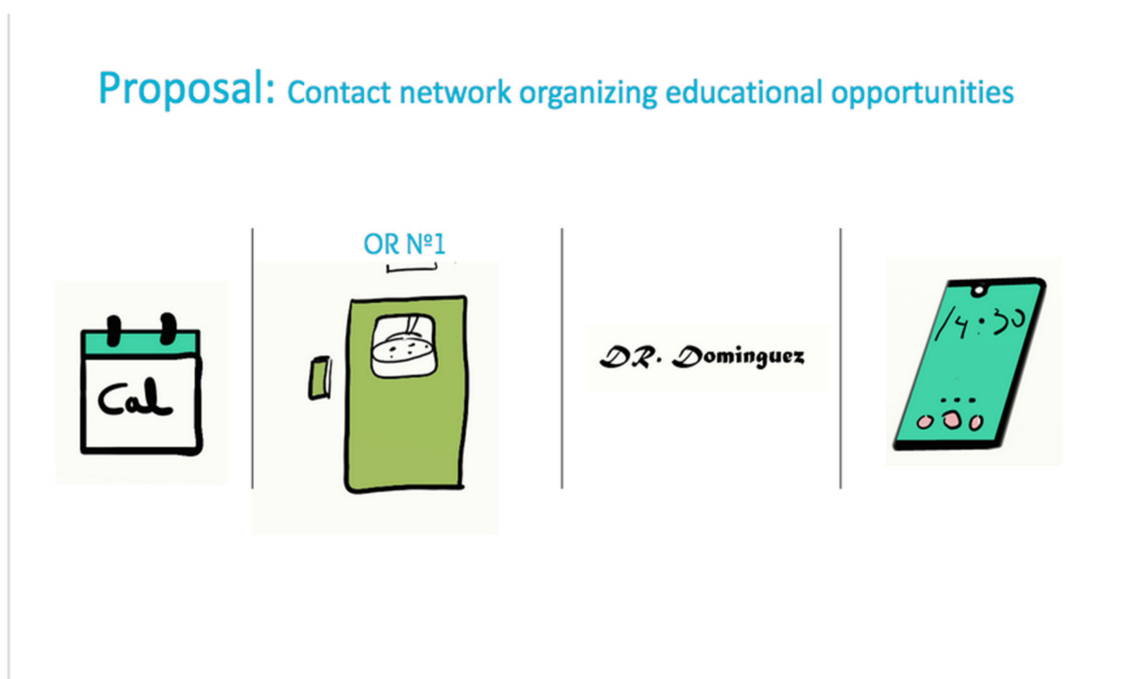 Proposal: Contact network organizing educational opportunities
OR Nº1
Cal
DR. Dominguez
14:30